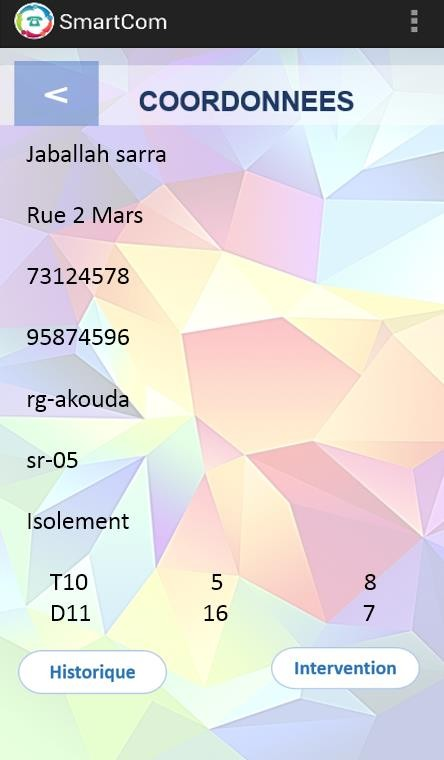 SmartCom
<
COORDONNEES
Jaballah sarra
Rue 2 Mars
73124578
95874596
rg-akouda
sr-05
Isolement
T10 5 8
D11 16 7
Historique Intervention